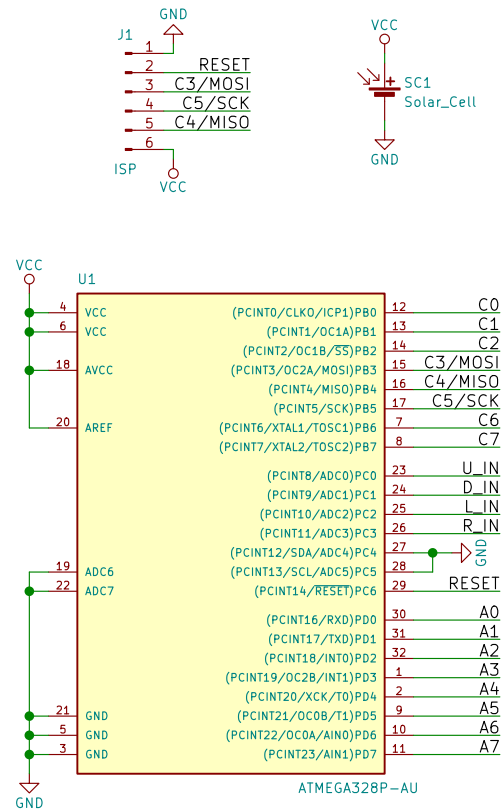 GND
J1
1
2 RESET
3 C3/MOSI
4 C5/SCK
5 C4/MISO
6
ISP
VCC
VCC
+
SC1
Solar_Cell
GND
VCC
U1
4 VCC (PCINT0/CLKO/ICP1)PB0 12 C0
6 VCC (PCINT1/OC1A)PB1 13 C1
(PCINT2/OC1B/SS)PB2 14 C2
18 AVCC (PCINT3/OC2A/MOSI)PB3 15 C3/MOSI
(PCINT4/MISO)PB4 16 C4/MISO
(PCINT5/SCK)PB5 17 C5/SCK
20 AREF (PCINT6/XTAL1/TOSC1)PB6 7 C6
(PCINT7/XTAL2/TOSC2)PB7 8 C7
(PCINT8/ADC0)PC0 23 U_IN
(PCINT9/ADC1)PC1 24 D_IN
(PCINT10/ADC2)PC2 25 L_IN
(PCINT11/ADC3)PC3 26 R_IN
(PCINT12/SDA/ADC4)PC4 27 GND
19 ADC6 (PCINT13/SCL/ADC5)PC5 28
22 ADC7 (PCINT14/RESET)PC6 29 RESET
(PCINT16/RXD)PD0 30 A0
(PCINT17/TXD)PD1 31 A1
(PCINT18/INT0)PD2 32 A2
(PCINT19/OC2B/INT1)PD3 1 A3
(PCINT20/XCK/T0)PD4 2 A4
21 GND (PCINT21/OC0B/T1)PD5 9 A5
5 GND (PCINT22/OC0A/AIN0)PD6 10 A6
3 GND (PCINT23/AIN1)PD7 11 A7
ATMEGA328P-AU
GND